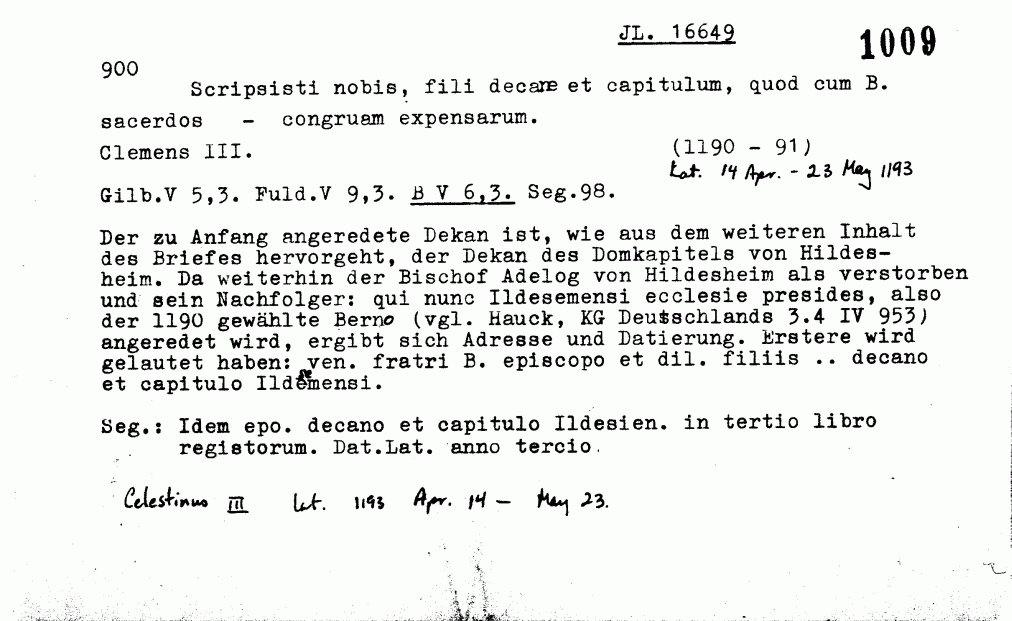 JL. 16649
1009
900
Scripsisti nobis, fili decane et capitulum, quod cum B.
sacerdos - congruam expensarum.
Clemens III. (1190 - 91)
Lat. 14 Apr. - 23 May 1193
Gilb.V 5,3. Fuld.V 9,3. B V 6,3. Seg.98.
Der zu Anfang angeredete Dekan ist, wie aus dem weiteren Inhalt
des Briefes hervorgeht, der Dekan des Domkapitels von Hildes-
heim. Da weiterhin der Bischof Adelog von Hildesheim als verstorben
und sein Nachfolger: qui nunc Ildesemensi ecclesie presides, also
der 1190 gewählte Berno (vgl. Hauck, KG Deutschlands 3.4 IV 953)
angeredet wird, ergibt sich Adresse und Datierung. Erstere wird
gelautet haben: ven. fratri B. episcopo et dil. filiis .. decano
et capitulo Ildesemensi.
Seg.: Idem epo. decano et capitulo Ildesien. in tertio libro
registorum. Dat.Lat. anno tercio.
Celestinus III Lat. 1193 Apr. 14 - May 23.